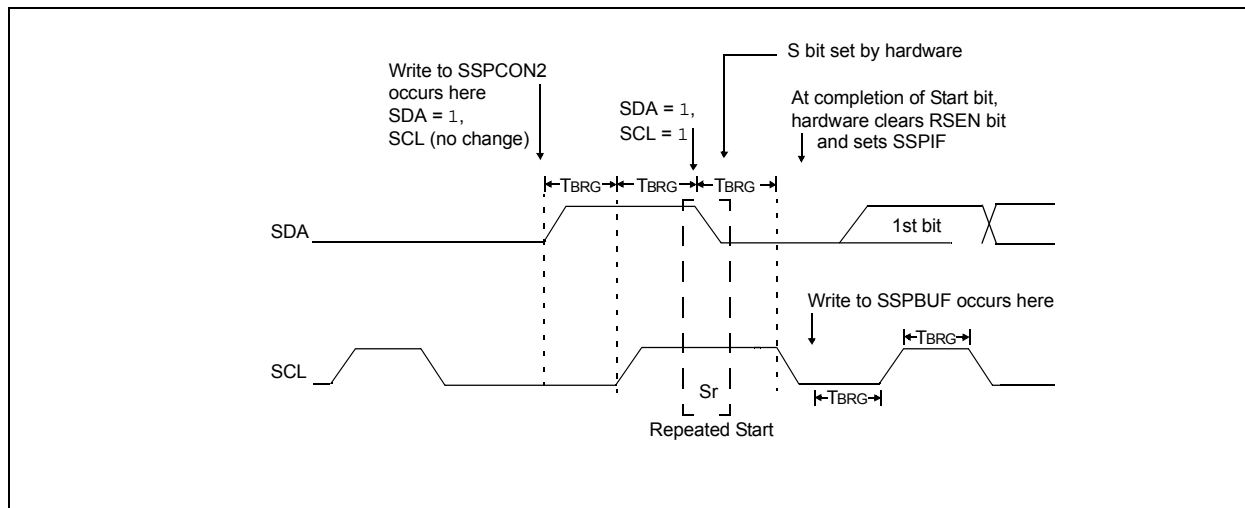 S bit set by hardware
Write to SSPCON2
occurs here
SDA = 1,
SCL (no change)
SDA = 1,
SCL = 1
At completion of Start bit,
hardware clears RSEN bit
and sets SSPIF
TBRG TBRG TBRG
SDA
1st bit
Write to SSPBUF occurs here
TBRG
SCL
Sr
TBRG
Repeated Start